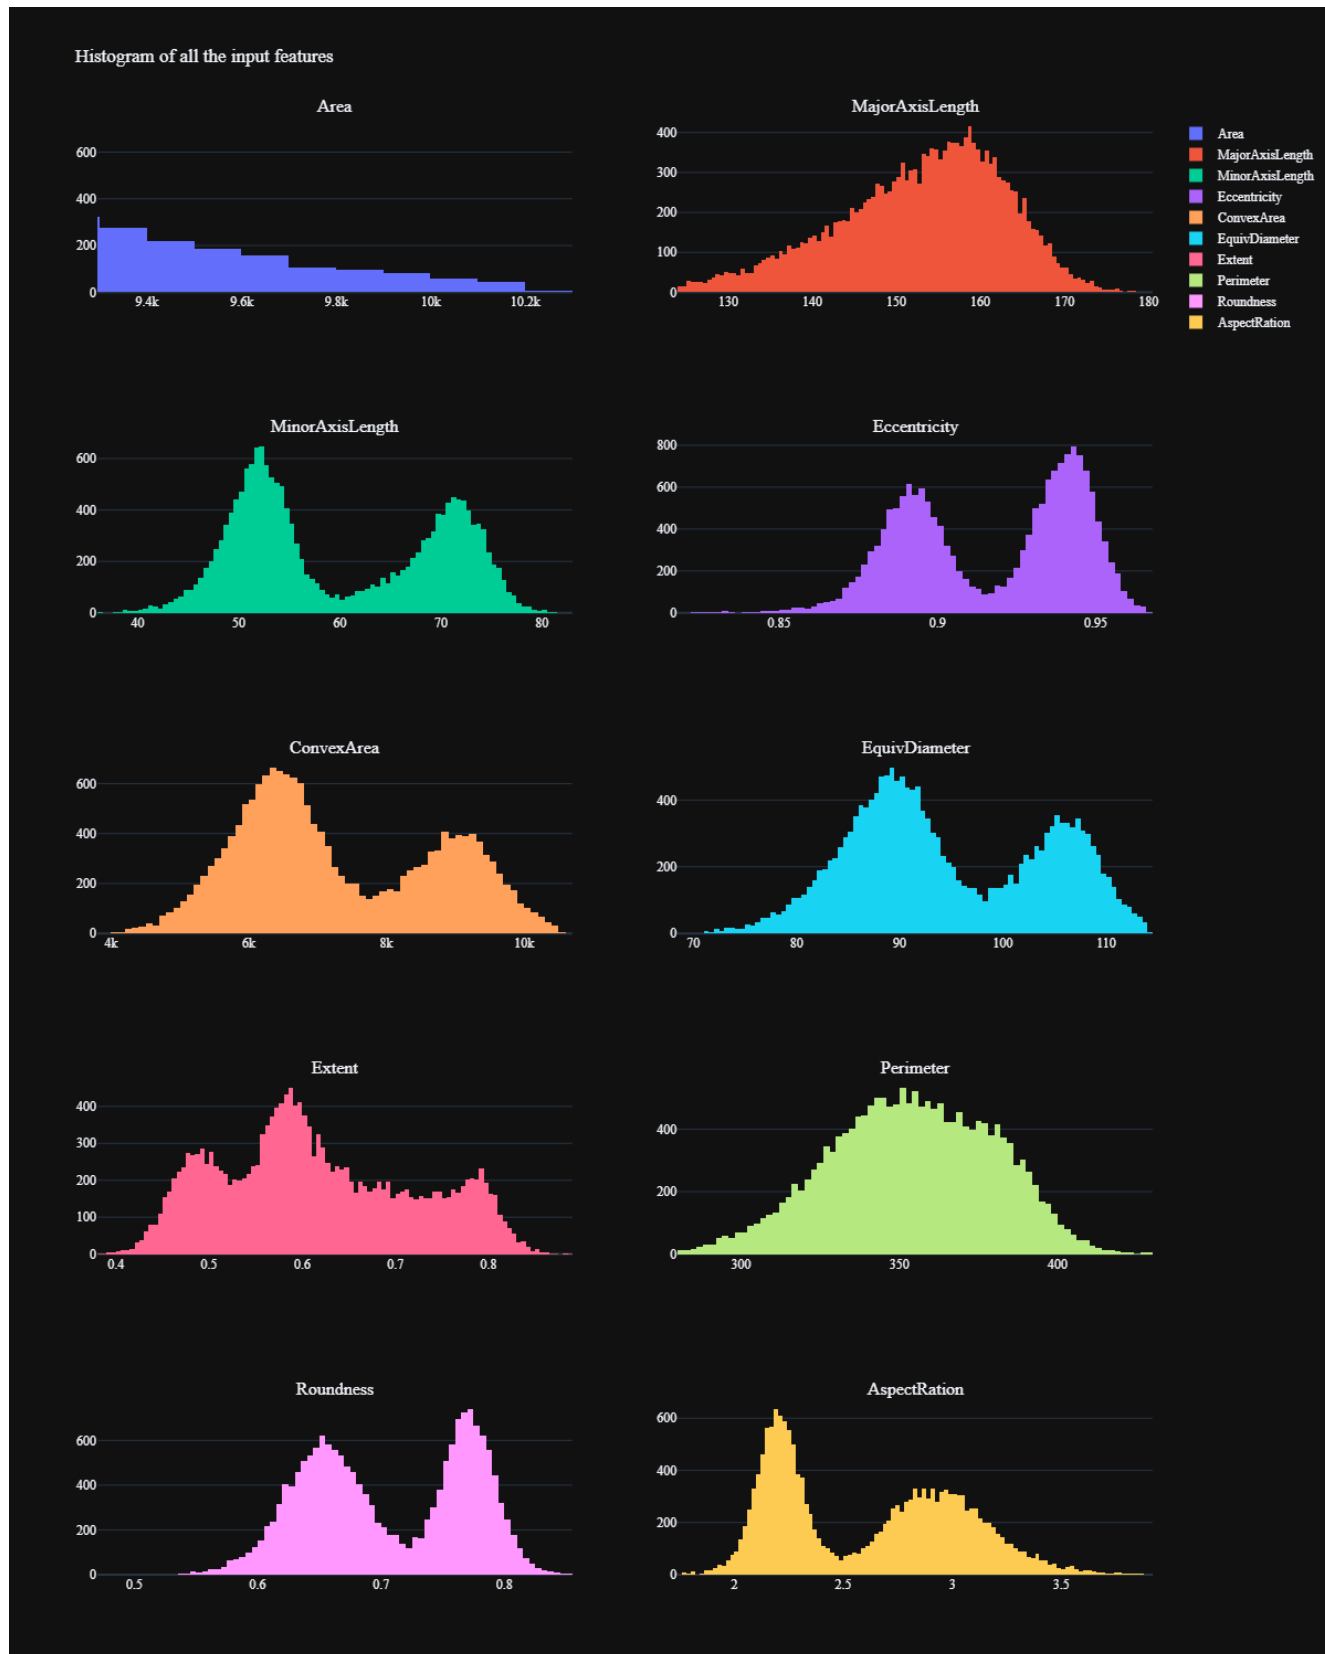 Histogram of all the input features
Area
600
400
200
0
9.4k 9.6k 9.8k 10k 10.2k
MajorAxisLength
400
300
200
100
0
130 140 150 160 170 180
Area
MajorAxisLength
MinorAxisLength
Eccentricity
ConvexArea
EquivDiameter
Extent
Perimeter
Roundness
AspectRation
MinorAxisLength
600
400
200
0
40 50 60 70 80
Eccentricity
800
600
400
200
0
0.85 0.9 0.95
ConvexArea
600
400
200
0
4k 6k 8k 10k
EquivDiameter
400
200
0
70 80 90 100 110
Extent
400
300
200
100
0
0.4 0.5 0.6 0.7 0.8
Perimeter
400
200
0
300 350 400
Roundness
600
400
200
0
0.5 0.6 0.7 0.8
AspectRation
600
400
200
0
2 2.5 3 3.5